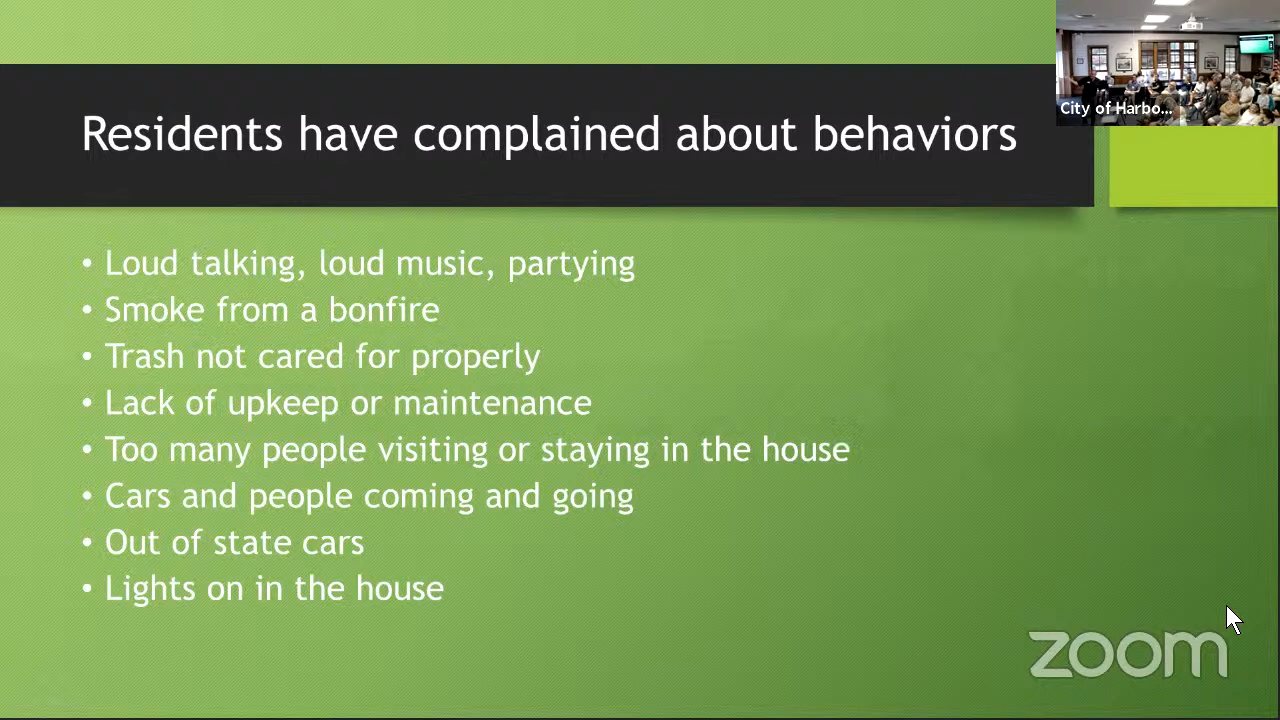 City of Harbo...
Residents have complained about behaviors
• Loud talking, loud music, partying
• Smoke from a bonfire
• Trash not cared for properly
• Lack of upkeep or maintenance
• Too many people visiting or staying in the house
• Cars and people coming and going
• Out of state cars
• Lights on in the house
zoom